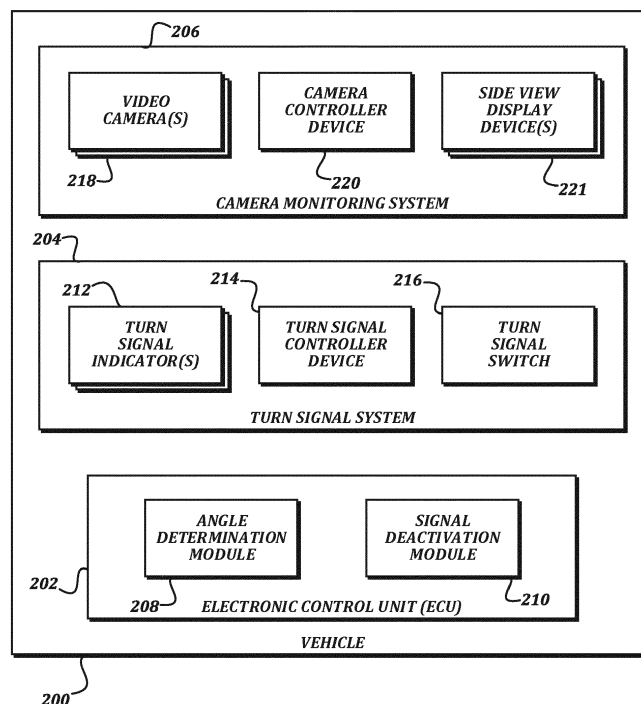 206
VIDEO
CAMERA(S)
CAMERA
CONTROLLER
DEVICE
SIDE VIEW
DISPLAY
DEVICE(S)
218
220
221
CAMERA MONITORING SYSTEM
204
212
214
216
TURN
SIGNAL
INDICATOR(S)
TURN SIGNAL
CONTROLLER
DEVICE
TURN
SIGNAL
SWITCH
TURN SIGNAL SYSTEM
ANGLE
DETERMINATION
MODULE
SIGNAL
DEACTIVATION
MODULE
202
208
210
ELECTRONIC CONTROL UNIT (ECU)
VEHICLE
200